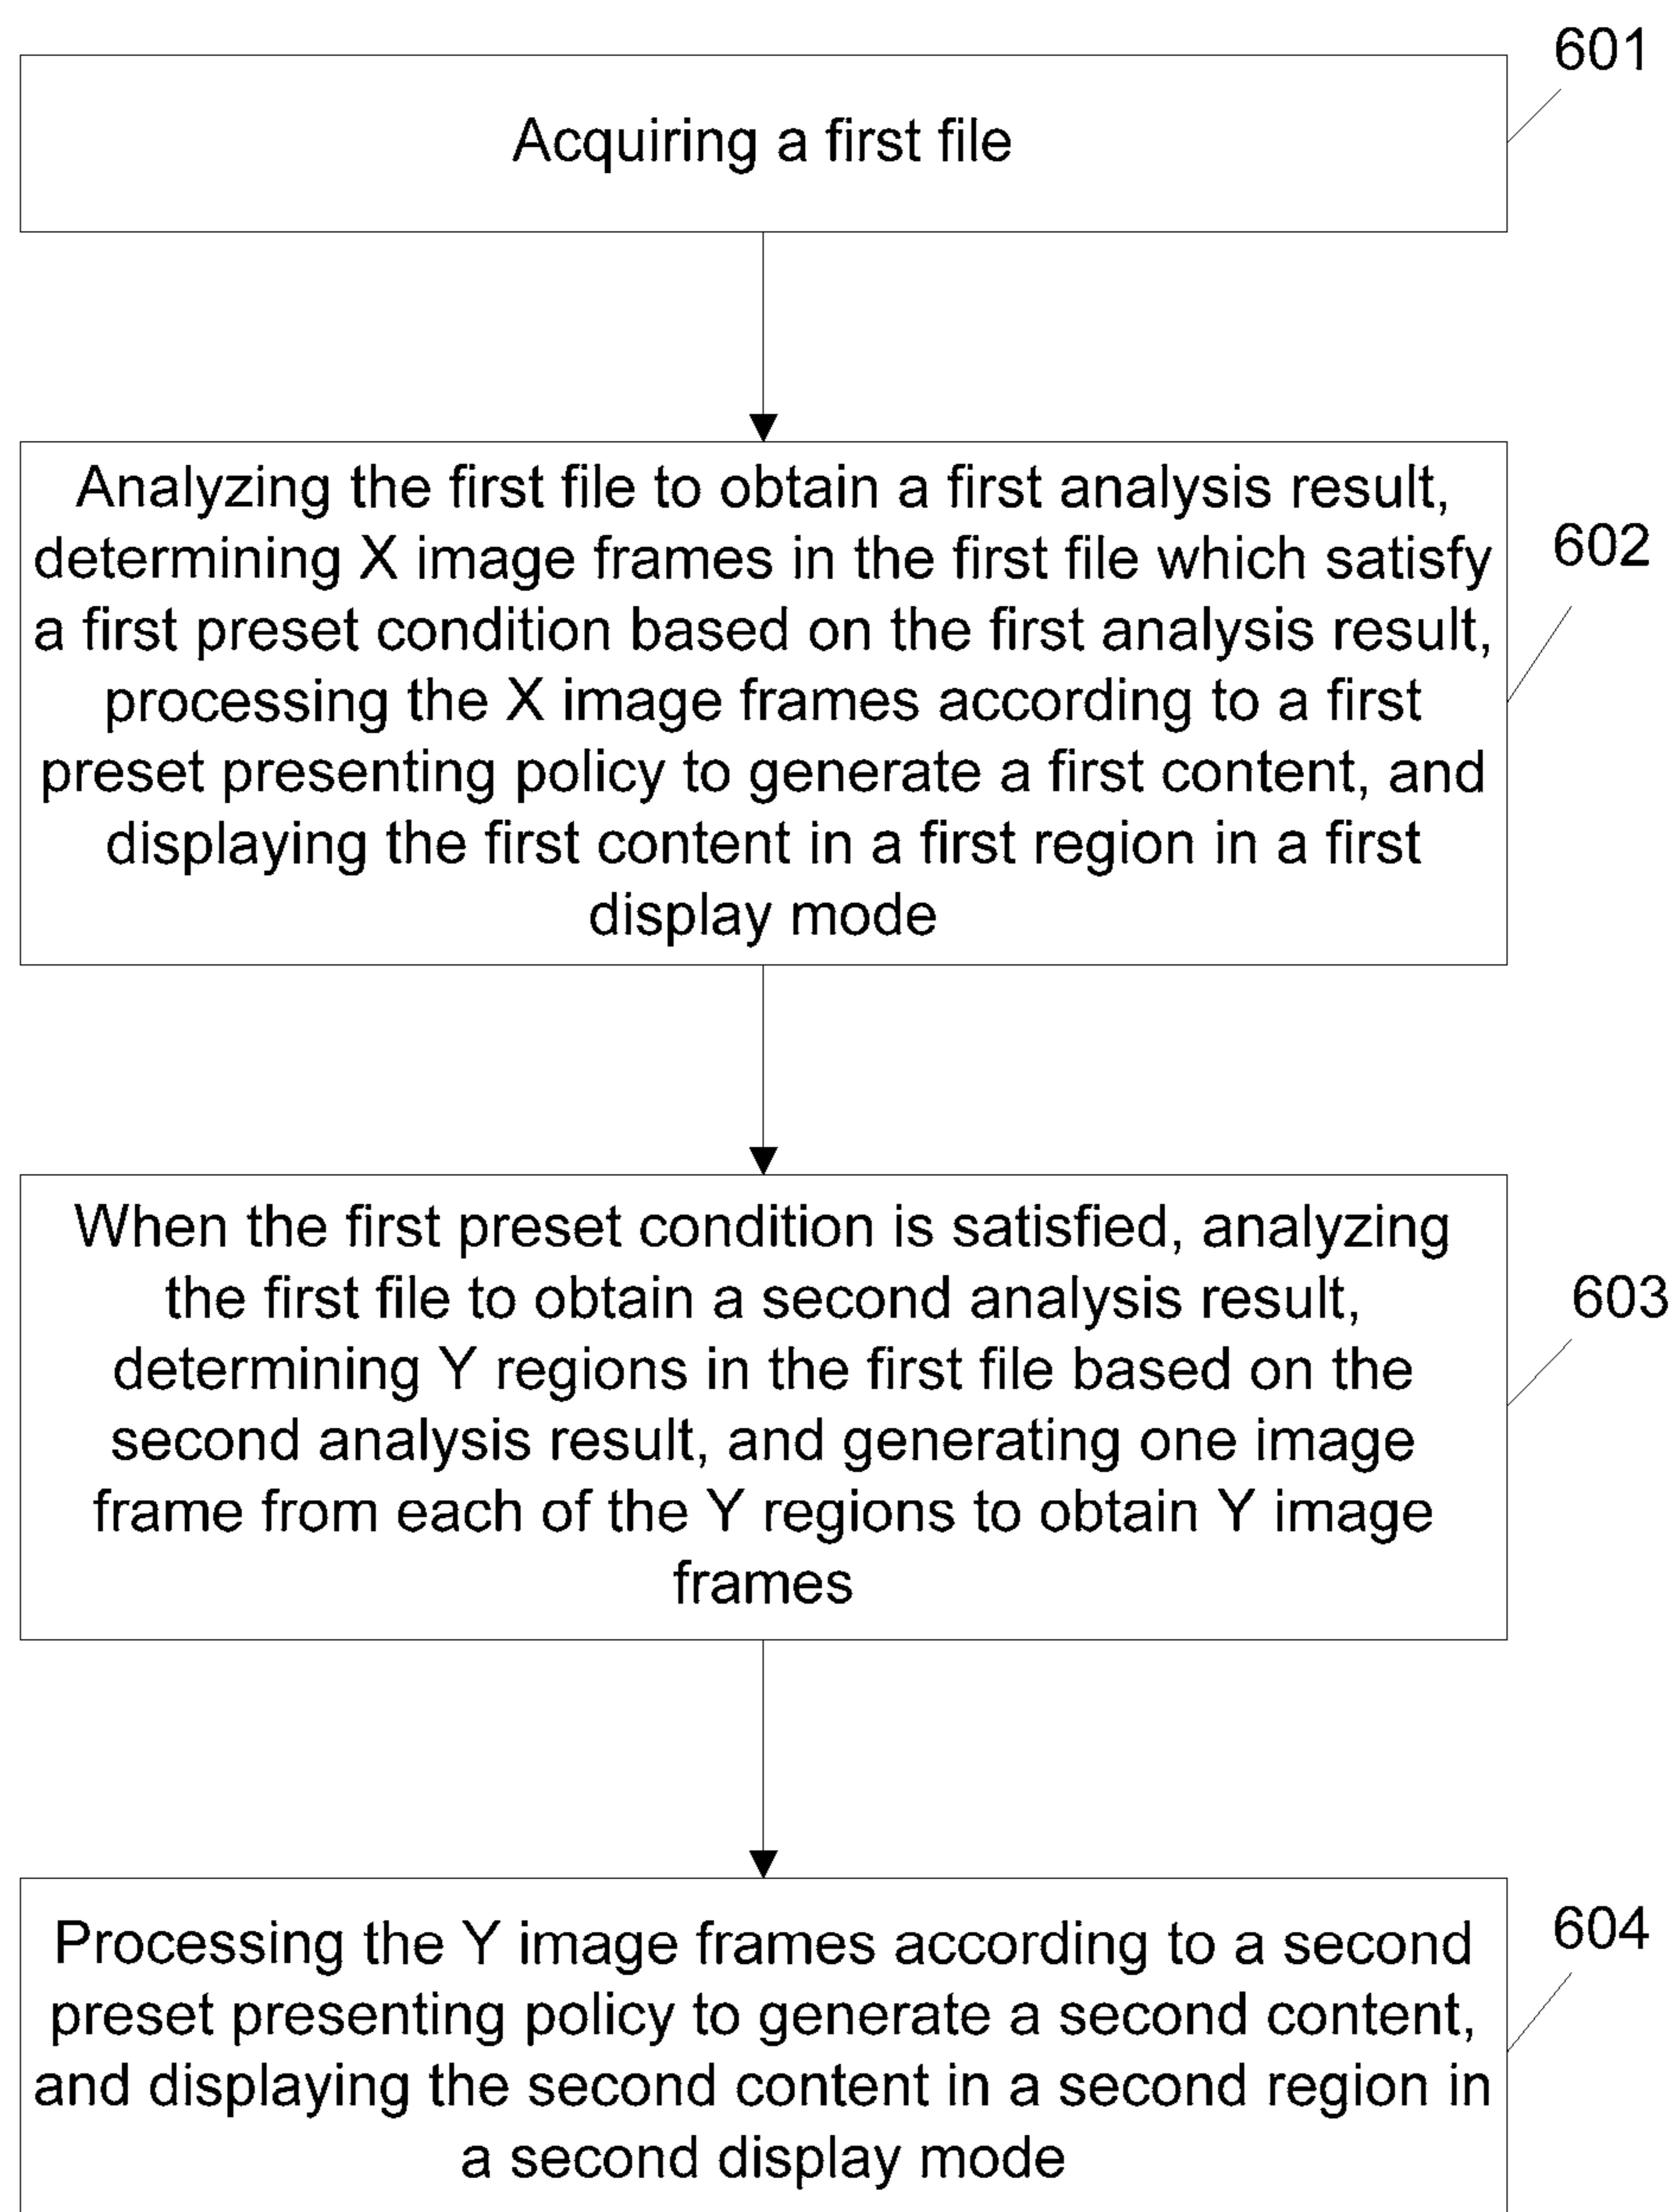 601
Acquiring a first file
Analyzing the first file to obtain a first analysis result,
determining X image frames in the first file which satisfy
a first preset condition based on the first analysis result,
processing the X image frames according to a first
preset presenting policy to generate a first content, and
displaying the first content in a first region in a first
display mode
602
When the first preset condition is satisfied, analyzing
the first file to obtain a second analysis result,
determining Y regions in the first file based on the
second analysis result, and generating one image
frame from each of the Y regions to obtain Y image
frames
603
Processing the Y image frames according to a second
preset presenting policy to generate a second content,
and displaying the second content in a second region in
a second display mode
604